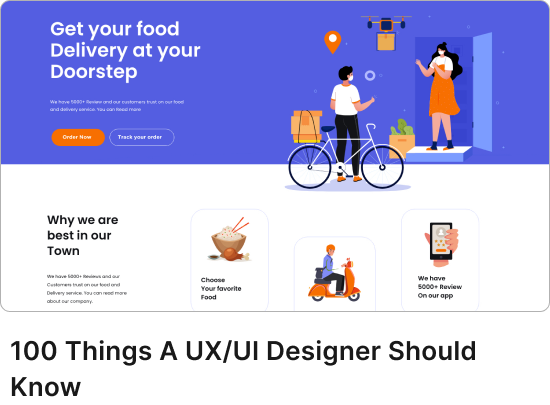 Get your food
Delivery at your
Doorstep
We have 5000+ Review and our customers trust on our food
and delivery service. You can Read more
Order Now
Track your order
Why we are
best in our
Town
We have 5000+ Reviews and our
Customers trust on our food and
Delivery service. You can read more
about our company.
Choose
Your favorite
Food
We have
5000+ Review
On our app
100 Things A UX/UI Designer Should
Know